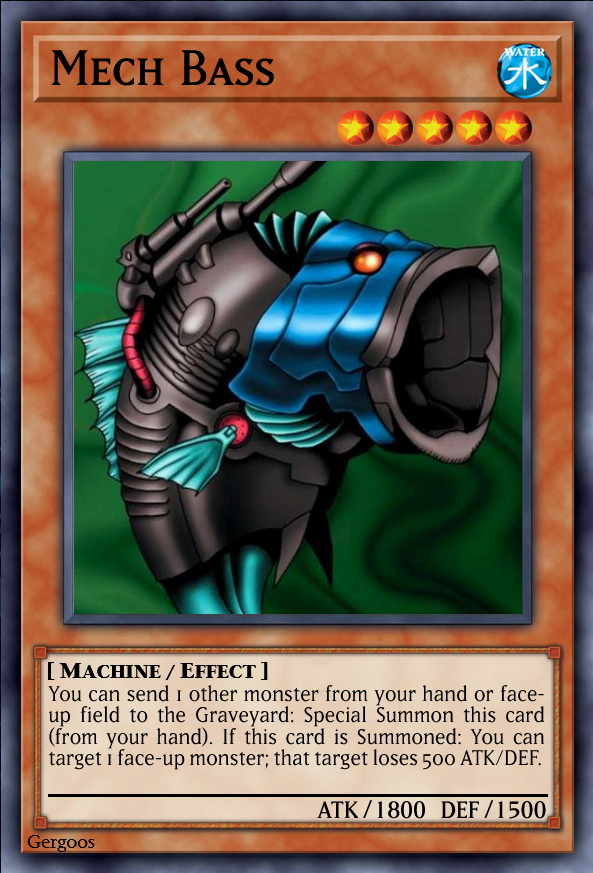 Mech Bass
WATER
水
[ Machine / Effect ]
You can send 1 other monster from your hand or face-
up field to the Graveyard: Special Summon this card
(from your hand). If this card is Summoned: You can
target 1 face-up monster; that target loses 500 ATK/DEF.
ATK/1800 DEF/1500
Gergoos